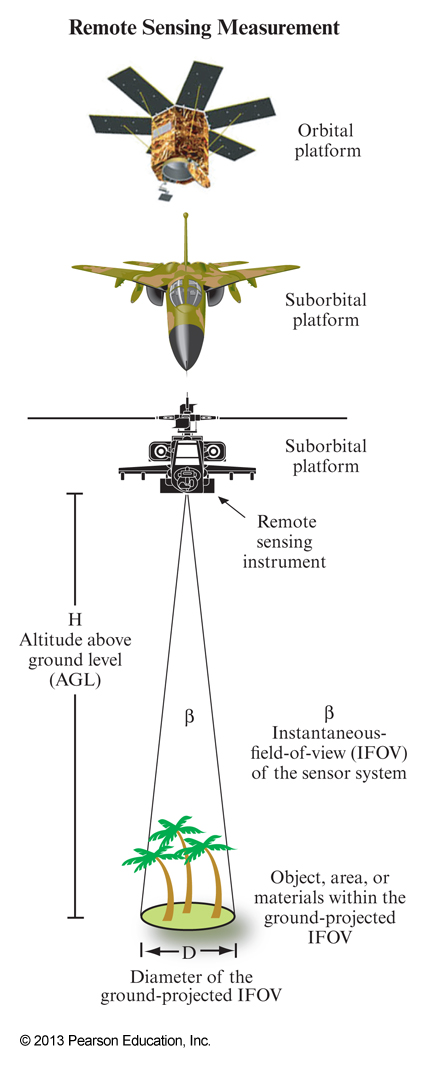 Remote Sensing Measurement
Orbital
platform
Suborbital
platform
Suborbital
platform
Remote
sensing
instrument
H
Altitude above
ground level
(AGL)
β
β
Instantaneous-
field-of-view (IFOV)
of the sensor system
Object, area, or
materials within the
ground-projected
IFOV
D
Diameter of the
ground-projected IFOV
© 2013 Pearson Education, Inc.